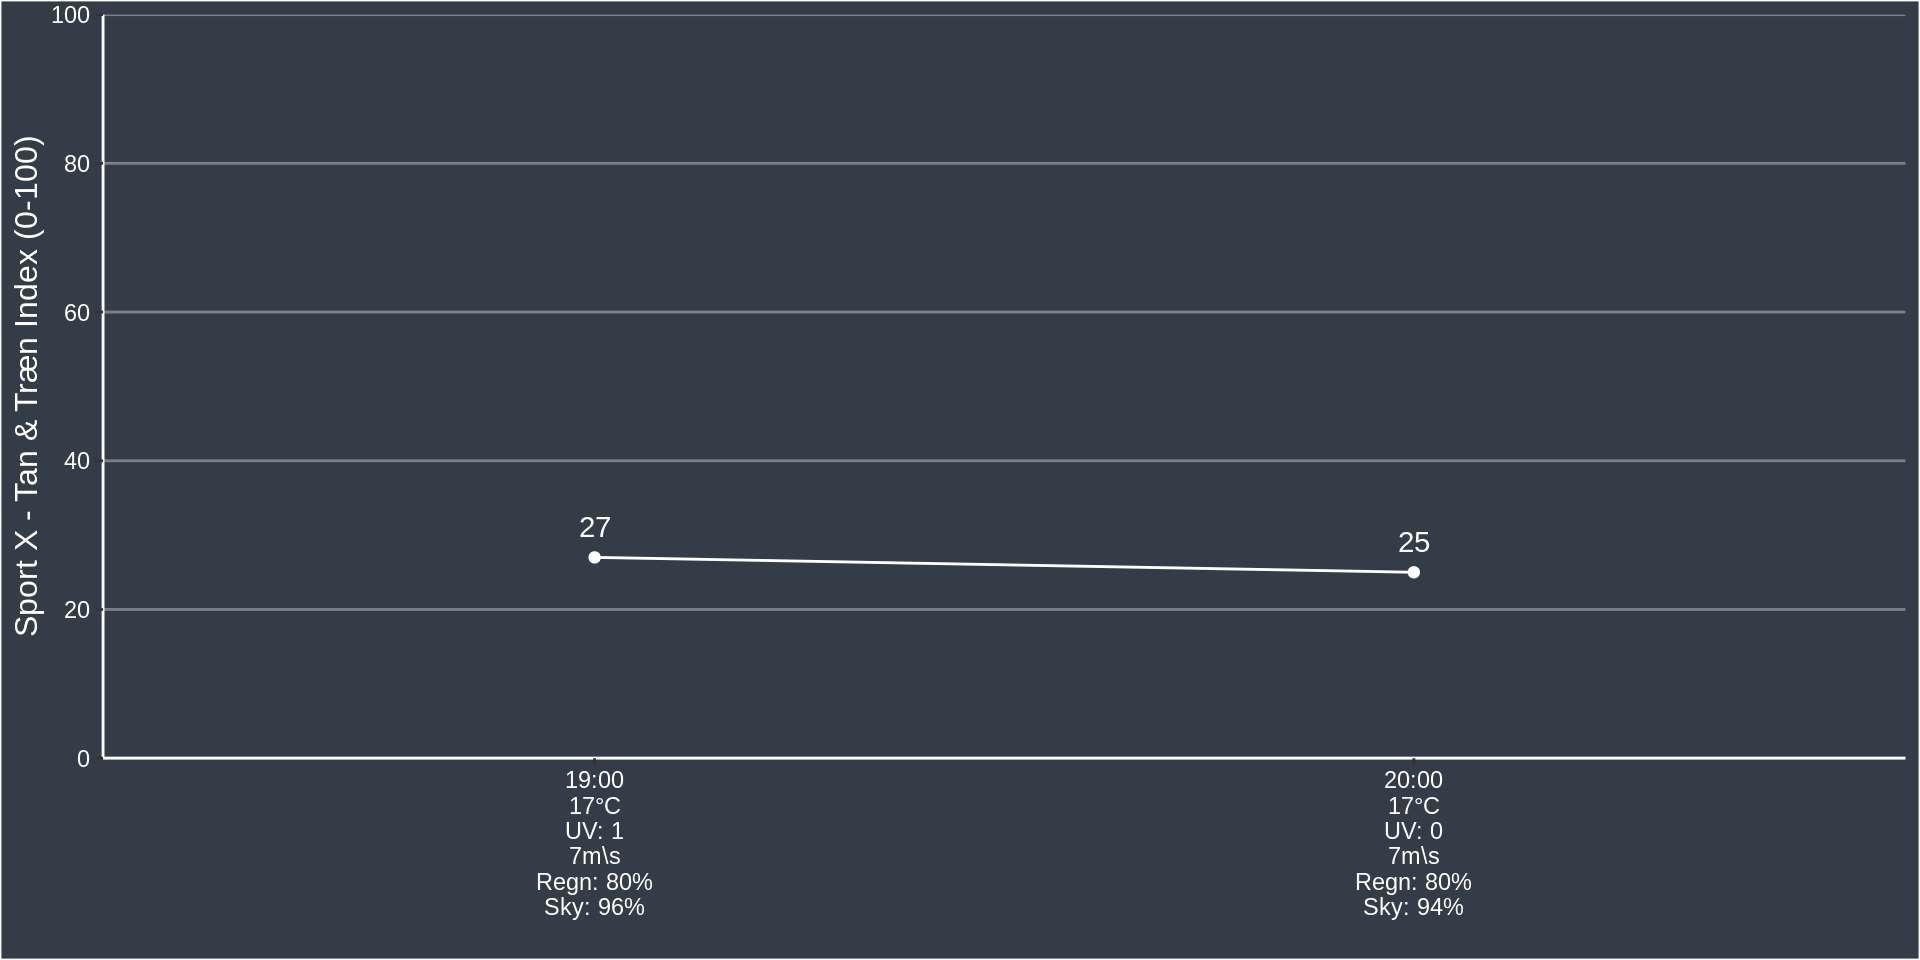 Sport X - Tan & Træn Index (0-100)
100
80
60
40
20
0
27
25
19:00
17°C
UV: 1
7m\s
Regn: 80%
Sky: 96%
20:00
17°C
UV: 0
7m\s
Regn: 80%
Sky: 94%